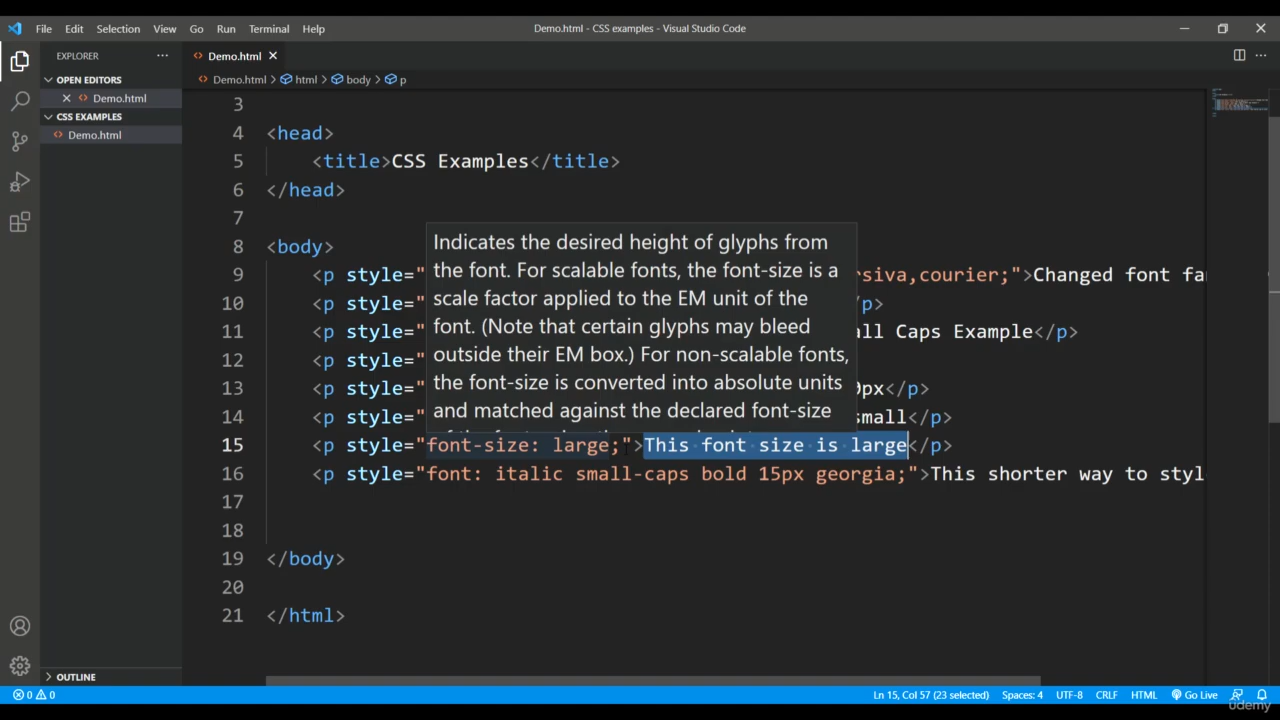 File Edit Selection View Go Run Terminal Help Demo.html - CSS examples - Visual Studio Code
EXPLORER
OPEN EDITORS
Demo.html
CSS EXAMPLES
Demo.html
OUTLINE
Demo.html
Demo.html > html > body > p
3
4 <head>
5 <title>CSS Examples</title>
6 </head>
7
8 <body>
9 <p style=" rsiva,courier;">Changed font fa
10 <p style=" /p>
11 <p style=" all Caps Example</p>
12 <p style="
13 <p style=" 0px</p>
14 <p style=" small</p>
15 <p style="font-size: large;">This font size is large</p>
16 <p style="font: italic small-caps bold 15px georgia;">This shorter way to styl
17
18
19 </body>
20
21 </html>
Indicates the desired height of glyphs from
the font. For scalable fonts, the font-size is a
scale factor applied to the EM unit of the
font. (Note that certain glyphs may bleed
outside their EM box.) For non-scalable fonts,
the font-size is converted into absolute units
and matched against the declared font-size
0 0 Ln 15, Col 57 (23 selected) Spaces: 4 UTF-8 CRLF HTML Go Live
udemy